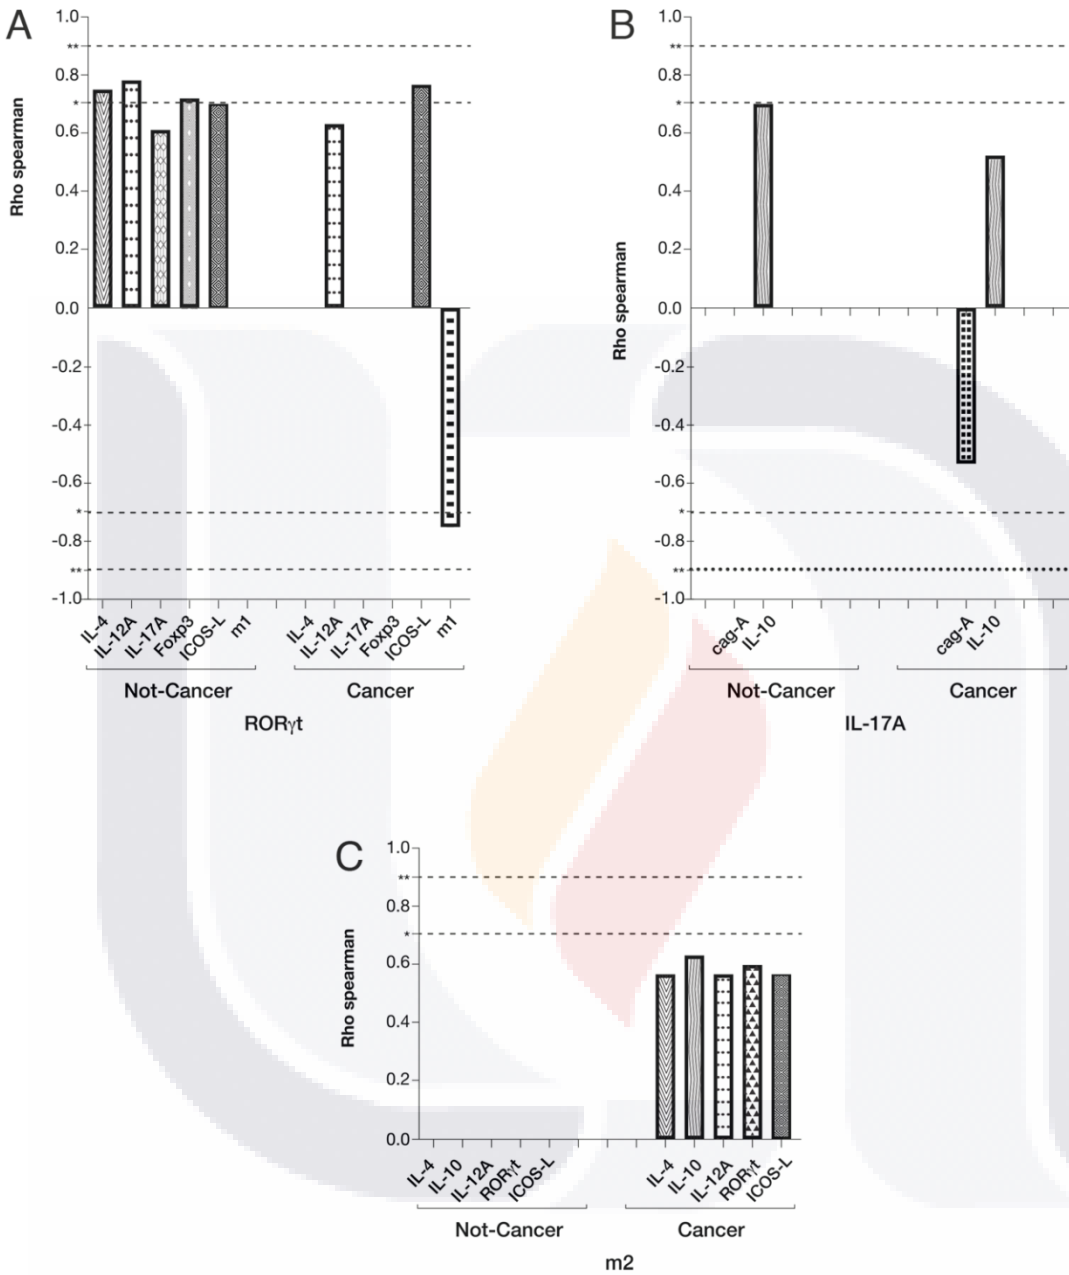 A
Rho spearman
1.0
**
0.8
*
0.6
0.4
0.2
0.0
-0.2
-0.4
-0.6
*
-0.8
**
-1.0
IL-4
IL-12A
IL-17A
Foxp3
ICOS-L
m1
IL-4
IL-12A
IL-17A
Foxp3
ICOS-L
m1
Not-Cancer
Cancer
RORγt
B
Rho spearman
1.0
**
0.8
*
0.6
0.4
0.2
0.0
-0.2
-0.4
-0.6
*
-0.8
**
-1.0
cag-A
IL-10
cag-A
IL-10
Not-Cancer
Cancer
IL-17A
C
Rho spearman
1.0
**
0.8
*
0.6
0.4
0.2
0.0
IL-4
IL-10
IL-12A
RORγt
ICOS-L
IL-4
IL-10
IL-12A
RORγt
ICOS-L
Not-Cancer
Cancer
m2